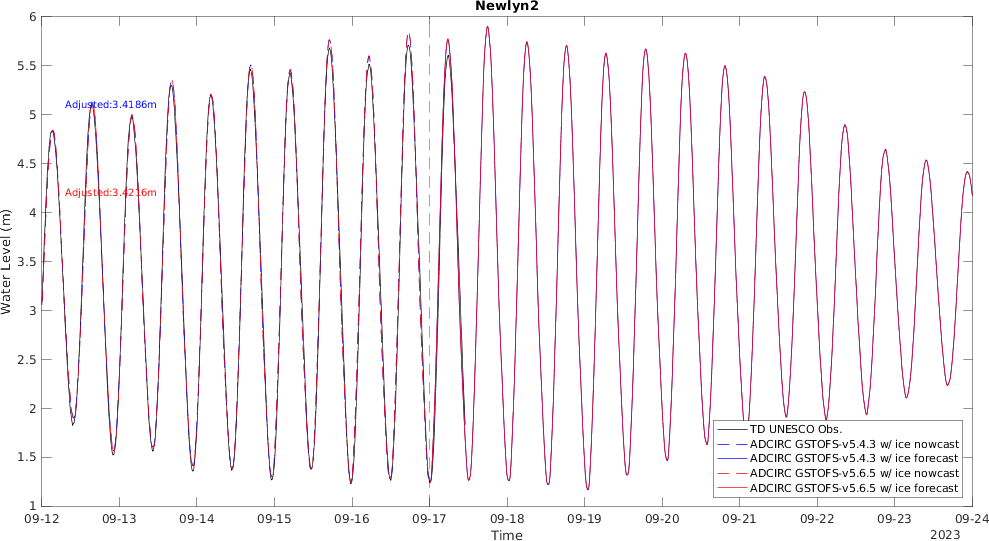 Newlyn2
6
5.5
5
4.5
4
3.5
3
2.5
2
1.5
1
Water Level (m)
Adjusted:3.4186m
Adjusted:3.4216m
TD UNESCO Obs.
ADCIRC GSTOFS-v5.4.3 w/ ice nowcast
ADCIRC GSTOFS-v5.4.3 w/ ice forecast
ADCIRC GSTOFS-v5.6.5 w/ ice nowcast
ADCIRC GSTOFS-v5.6.5 w/ ice forecast
09-12 09-13 09-14 09-15 09-16 09-17 09-18 09-19 09-20 09-21 09-22 09-23 09-24
Time
2023